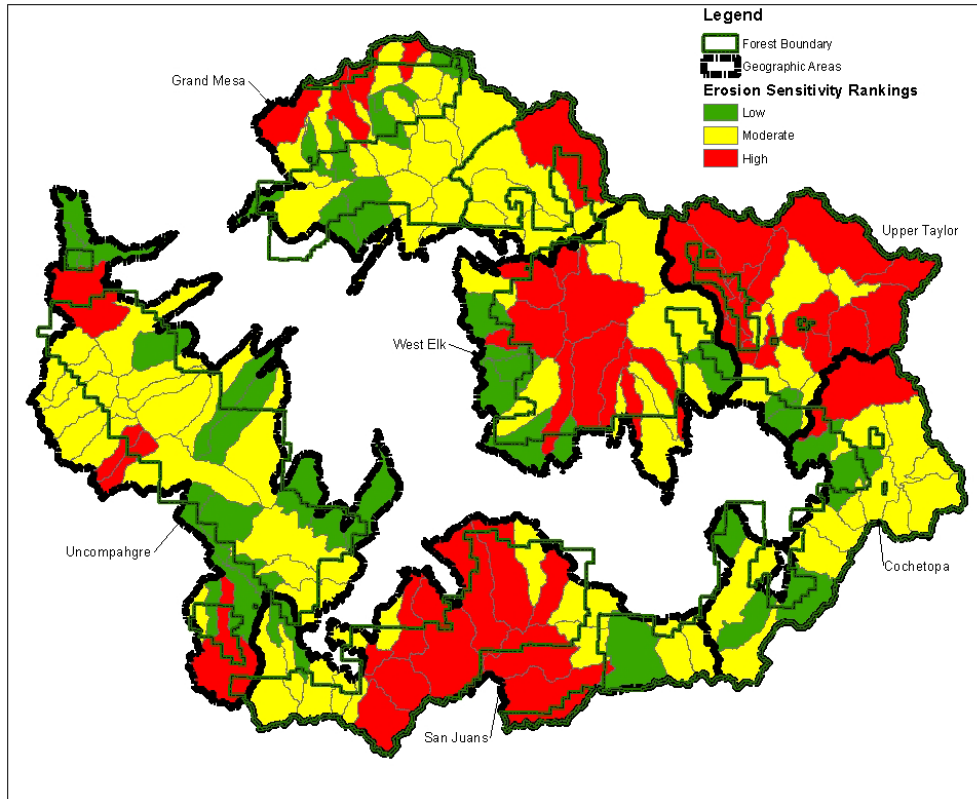 Legend
Forest Boundary
Geographic Areas
Erosion Sensitivity Rankings
Low
Moderate
High
Grand Mesa
Upper Taylor
West Elk
Uncompahgre
Cochetopa
San Juans